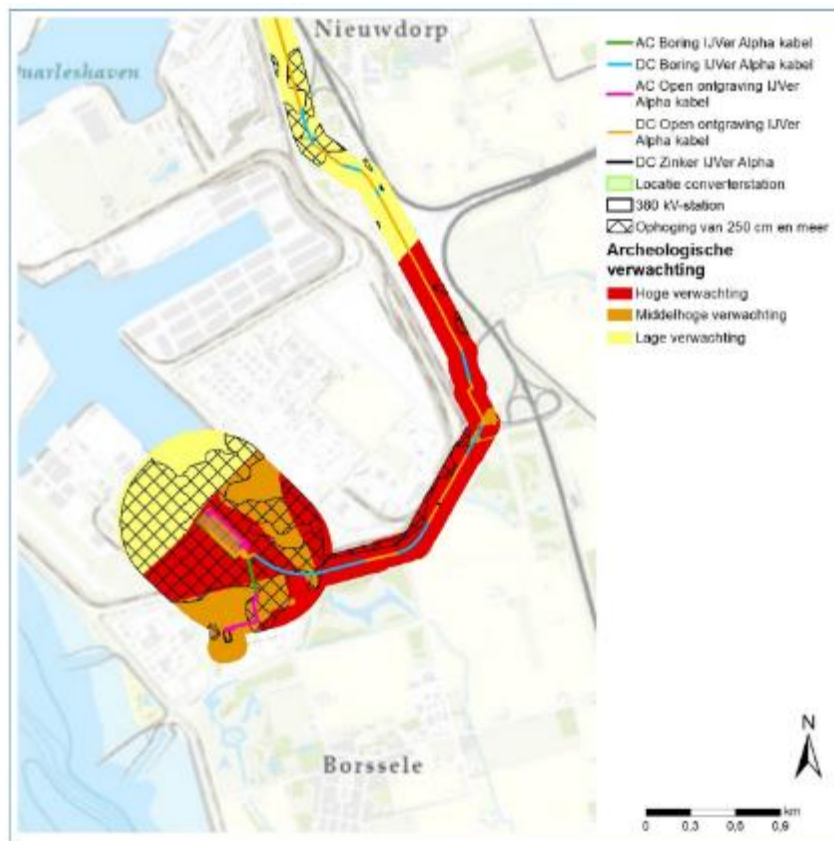 Nieuwdorp
Quarleshaven
AC Boring IJVer Alpha kabel
DC Boring IJVer Alpha kabel
AC Open ontgraving IJVer
Alpha kabel
DC Open ontgraving IJVer
Alpha kabel
DC Zinker IJVer Alpha
Locatie converterstation
380 kV-station
Ophoging van 250 cm en meer
Archeologische
verwachting
Hoge verwachting
Middelhoge verwachting
Lage verwachting
Borssele
N
km
0 0,3 0,6 0,9